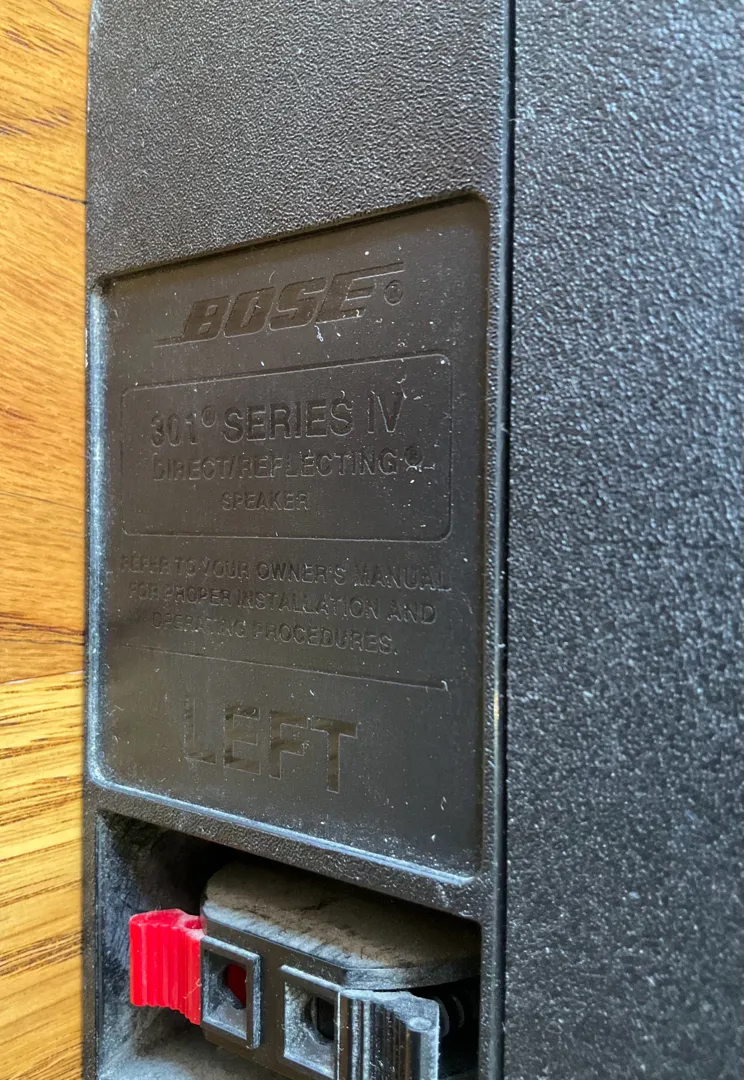 BOSE®
301® SERIES IV
DIRECT/REFLECTING®
SPEAKER
REFER TO YOUR OWNER'S MANUAL
FOR PROPER INSTALLATION AND
OPERATING PROCEDURES.
LEFT